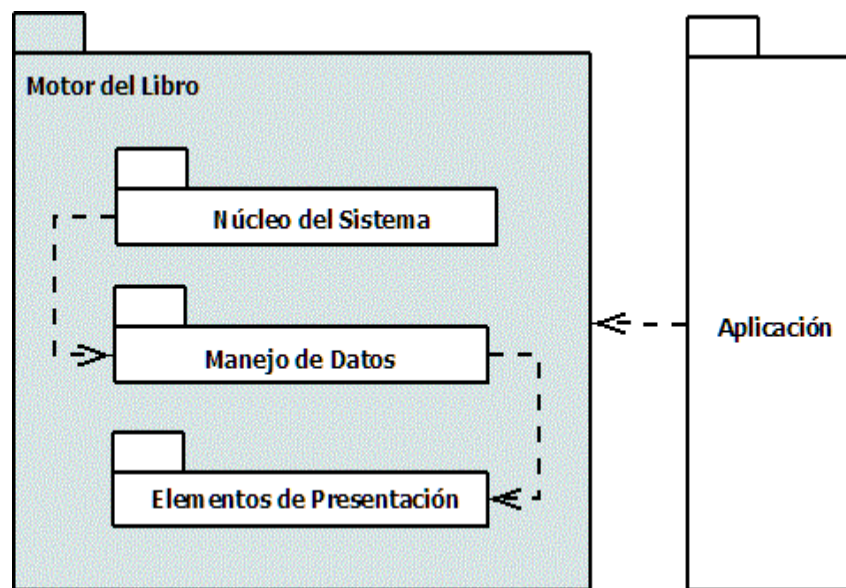 Motor del Libro
Núcleo del Sistema
Manejo de Datos
Aplicación
Elementos de Presentación